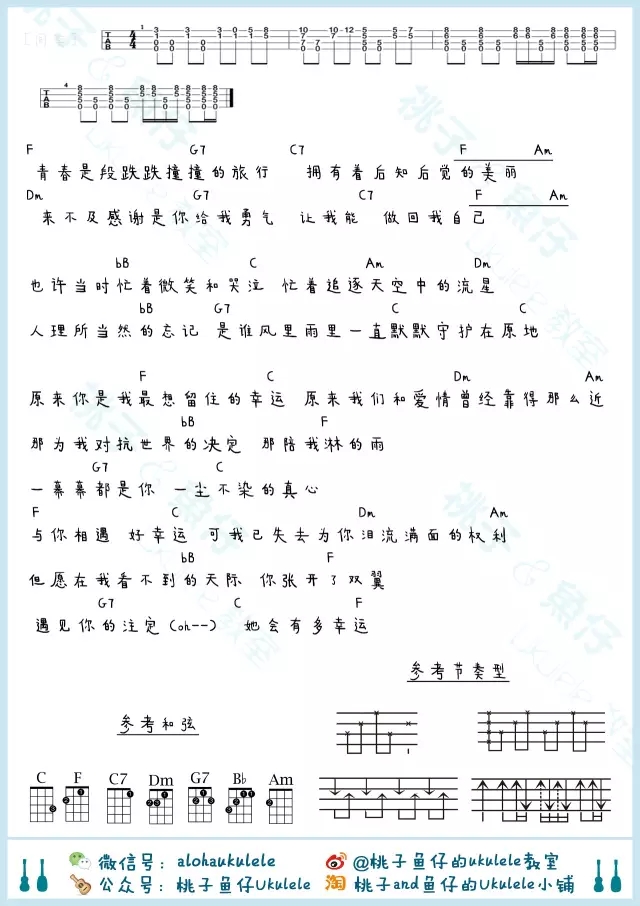 [间奏]
F G7 C7 F Am
青春是段跌跌撞撞的旅行 拥有着后知后觉的美丽
Dm G7 C7 F Am
来不及感谢是你给我勇气 让我能 做回我自己
bB C Am Dm
也许当时忙着微笑和哭泣 忙着追逐天空中的流星
bB G7 C C
人理所当然的忘记 是谁风里雨里一直默默守护在原地
F C Dm Am
原来你是我最想留住的幸运 原来我们和爱情曾经靠得那么近
bB F
那为我对抗世界的决定 那陪我淋的雨
G7 C
一幕幕都是你 一尘不染的真心
F C Dm Am
与你相遇 好幸运 可我已失去为你泪流满面的权利
bB F
但愿在我看不到的天际 你张开了双翼
G7 C F
遇见你的注定(oh--) 她会有多幸运
参考节奏型
参考和弦
C F C7 Dm G7 B♭ Am
微信号: alohaukulele
@桃子鱼仔的ukulele教室
公众号: 桃子鱼仔Ukulele
淘 桃子and鱼仔的Ukulele小铺